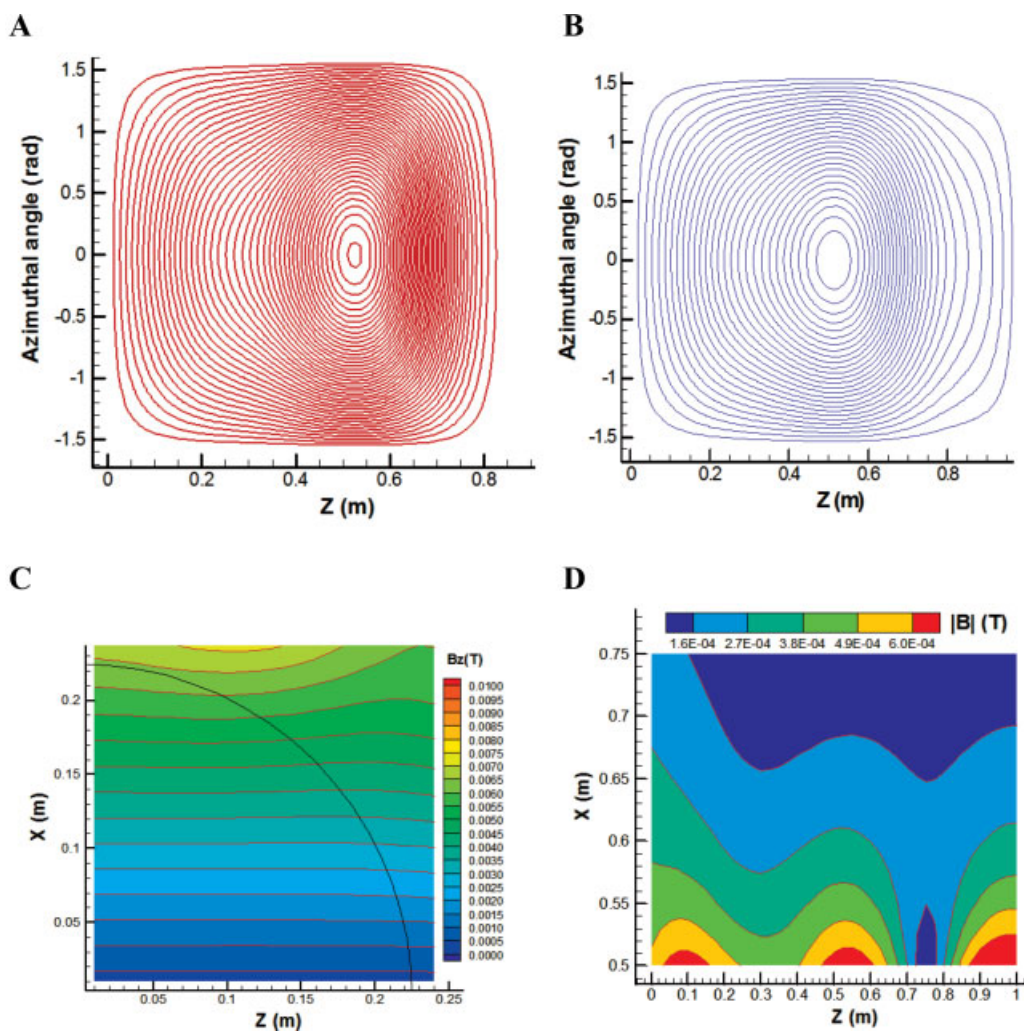 A
1.5
1
0.5
0
-0.5
-1
-1.5
Azimuthal angle (rad)
0 0.2 0.4 0.6 0.8
Z (m)
B
1.5
1
0.5
0
-0.5
-1
-1.5
Azimuthal angle (rad)
0 0.2 0.4 0.6 0.8
Z (m)
C
0.2
0.15
0.1
0.05
X (m)
0.05 0.1 0.15 0.2 0.25
Z (m)
Bz(T)
0.0100
0.0095
0.0090
0.0085
0.0080
0.0075
0.0070
0.0065
0.0060
0.0055
0.0050
0.0045
0.0040
0.0035
0.0030
0.0025
0.0020
0.0015
0.0010
0.0005
0.0000
D
|B| (T)
1.6E-04 2.7E-04 3.8E-04 4.9E-04 6.0E-04
0.75
0.7
0.65
0.6
0.55
0.5
X (m)
0 0.1 0.2 0.3 0.4 0.5 0.6 0.7 0.8 0.9 1
Z (m)